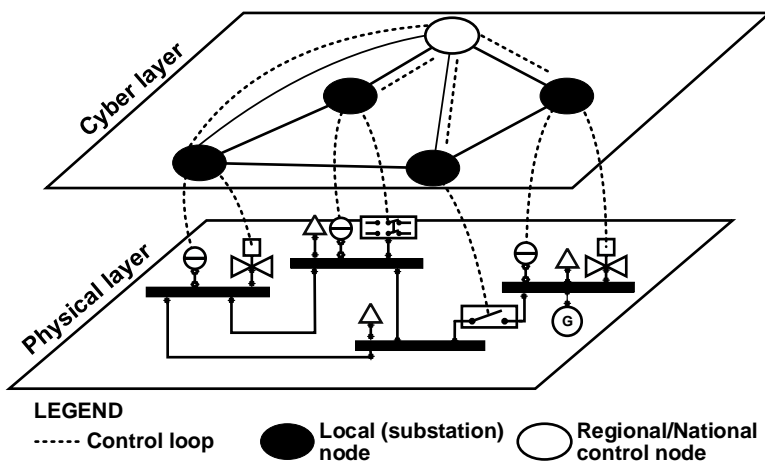 Cyber layer
Physical layer
G
LEGEND
Control loop
Local (substation)
node
Regional/National
control node